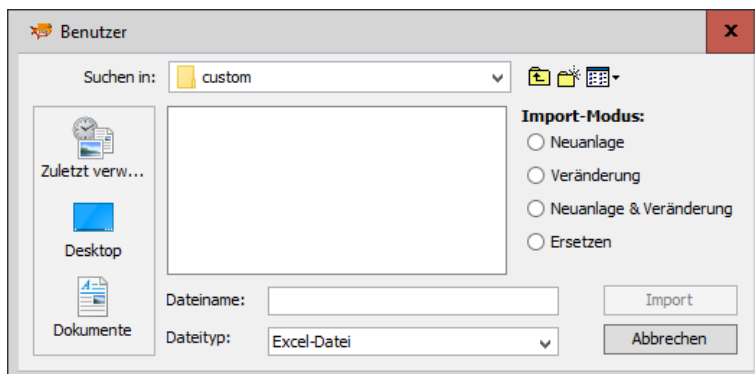 Benutzer
x
Suchen in:
custom
Zuletzt verw...
Desktop
Dokumente
Import-Modus:
Neuanlage
Veränderung
Neuanlage & Veränderung
Ersetzen
Dateiname:
Import
Dateityp:
Excel-Datei
Abbrechen